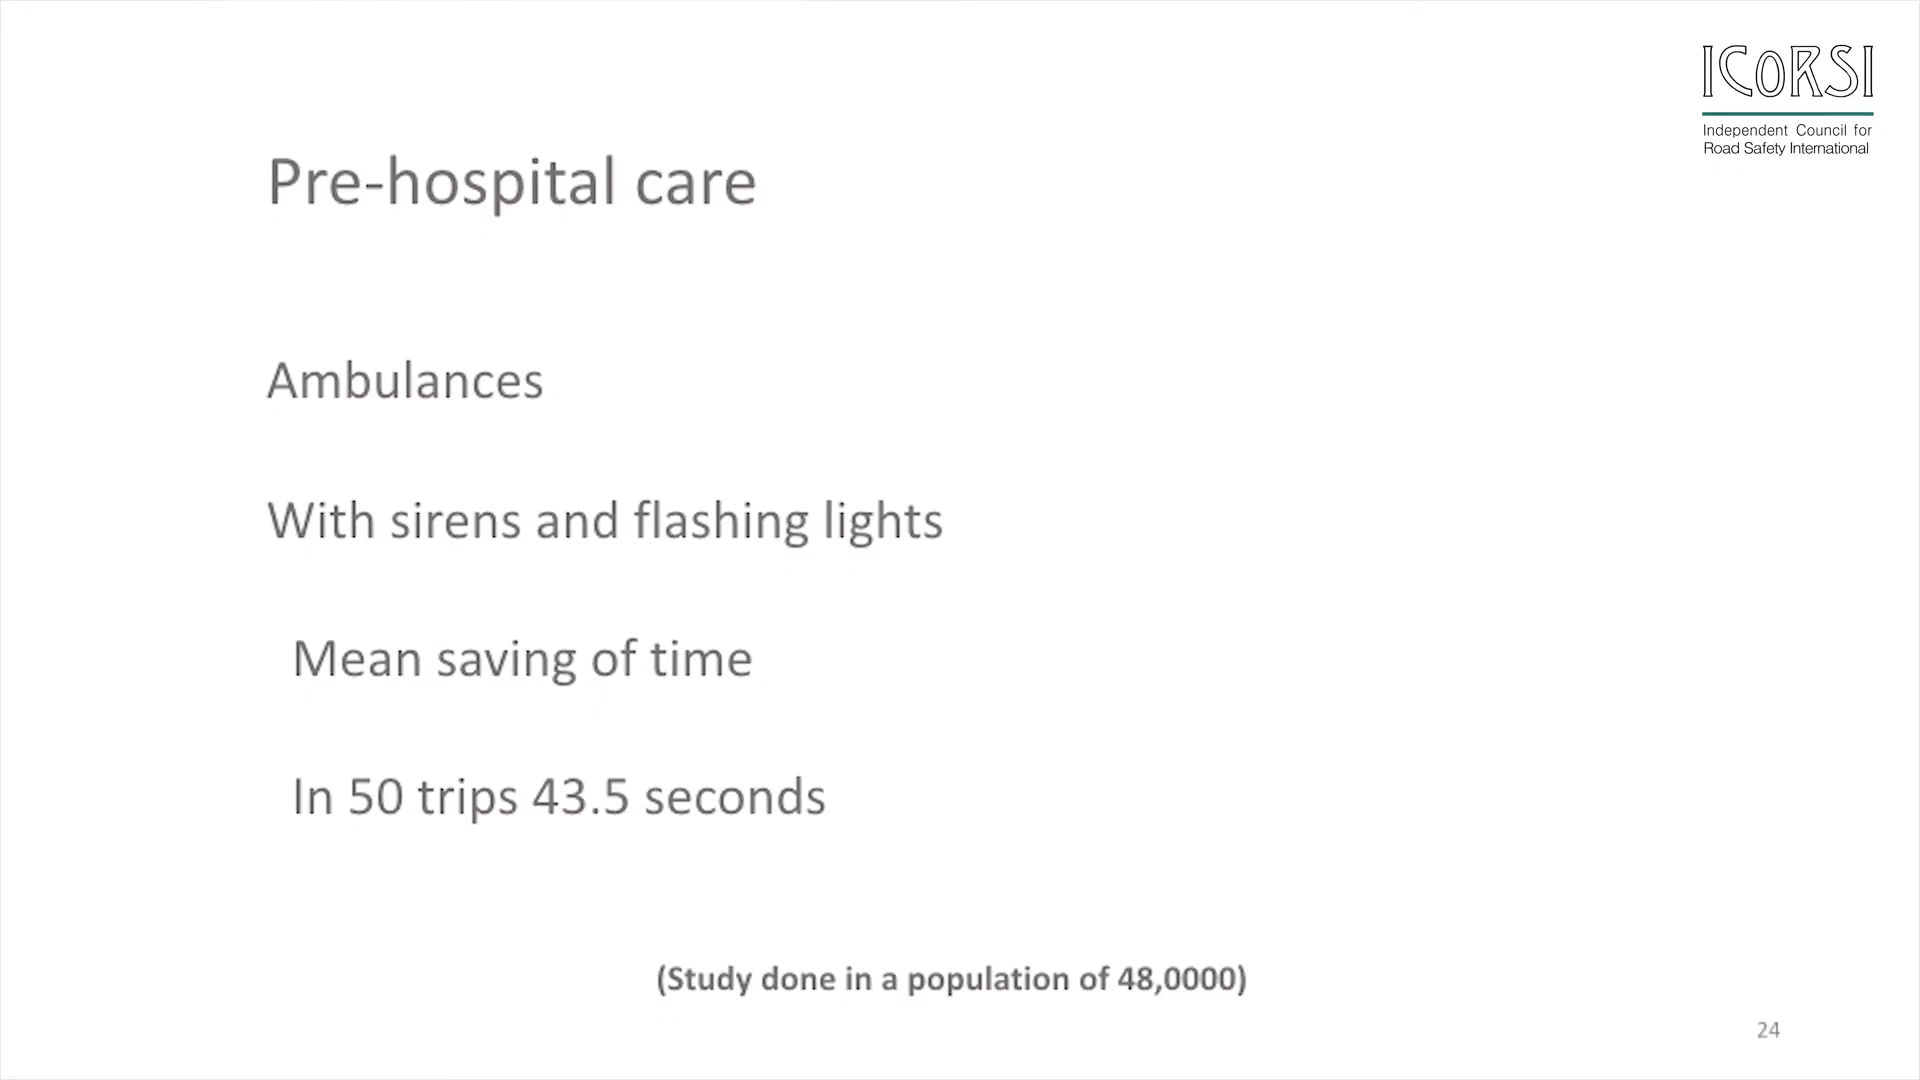 ICoRSI
Independent Council for
Road Safety International
Pre-hospital care
Ambulances
With sirens and flashing lights
Mean saving of time
In 50 trips 43.5 seconds
(Study done in a population of 48,0000)
24